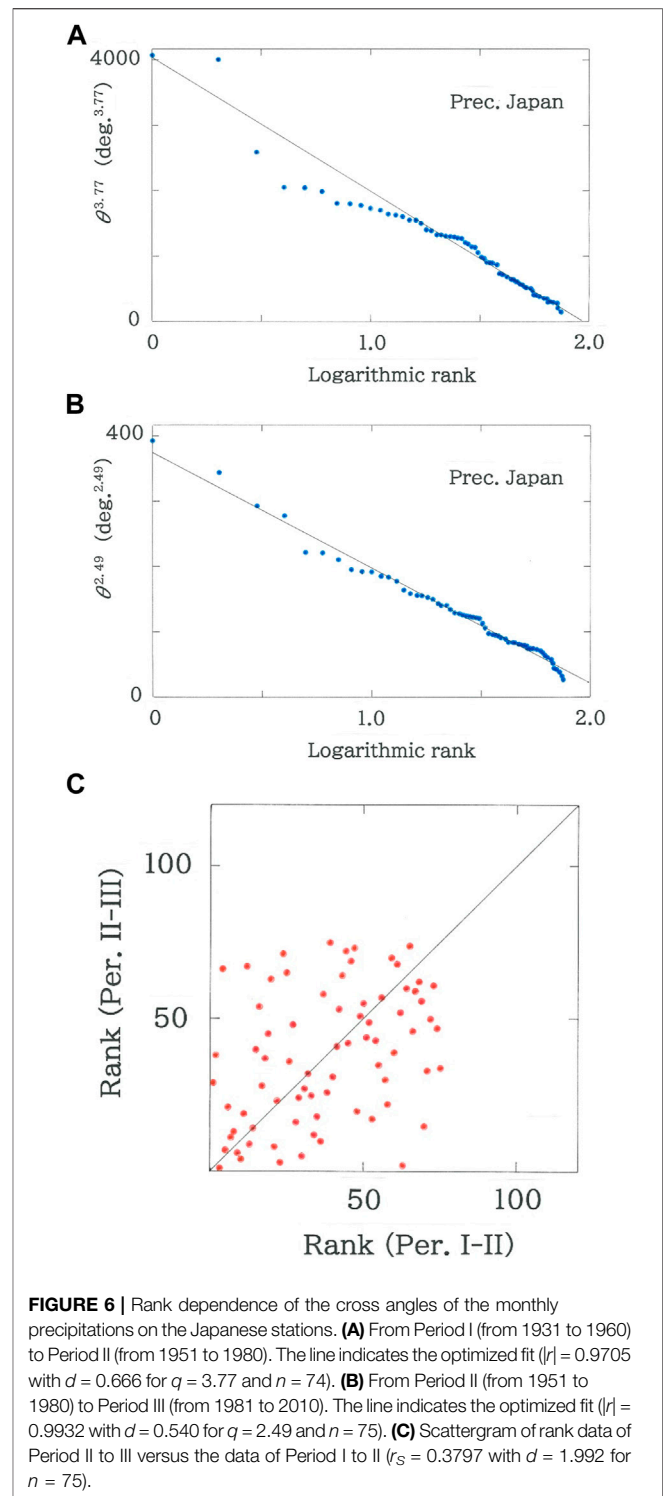 A
4000
θ^3.77 (deg.^3.77)
Prec. Japan
0
0 1.0 2.0
Logarithmic rank
B
400
θ^2.49 (deg.^2.49)
Prec. Japan
0
0 1.0 2.0
Logarithmic rank
C
100
Rank (Per. II-III)
50
50 100
Rank (Per. I-II)
FIGURE 6 | Rank dependence of the cross angles of the monthly
precipitations on the Japanese stations. (A) From Period I (from 1931 to 1960)
to Period II (from 1951 to 1980). The line indicates the optimized fit (|r| = 0.9705
with d = 0.666 for q = 3.77 and n = 74). (B) From Period II (from 1951 to
1980) to Period III (from 1981 to 2010). The line indicates the optimized fit (|r| =
0.9932 with d = 0.540 for q = 2.49 and n = 75). (C) Scattergram of rank data of
Period II to III versus the data of Period I to II (rS = 0.3797 with d = 1.992 for
n = 75).